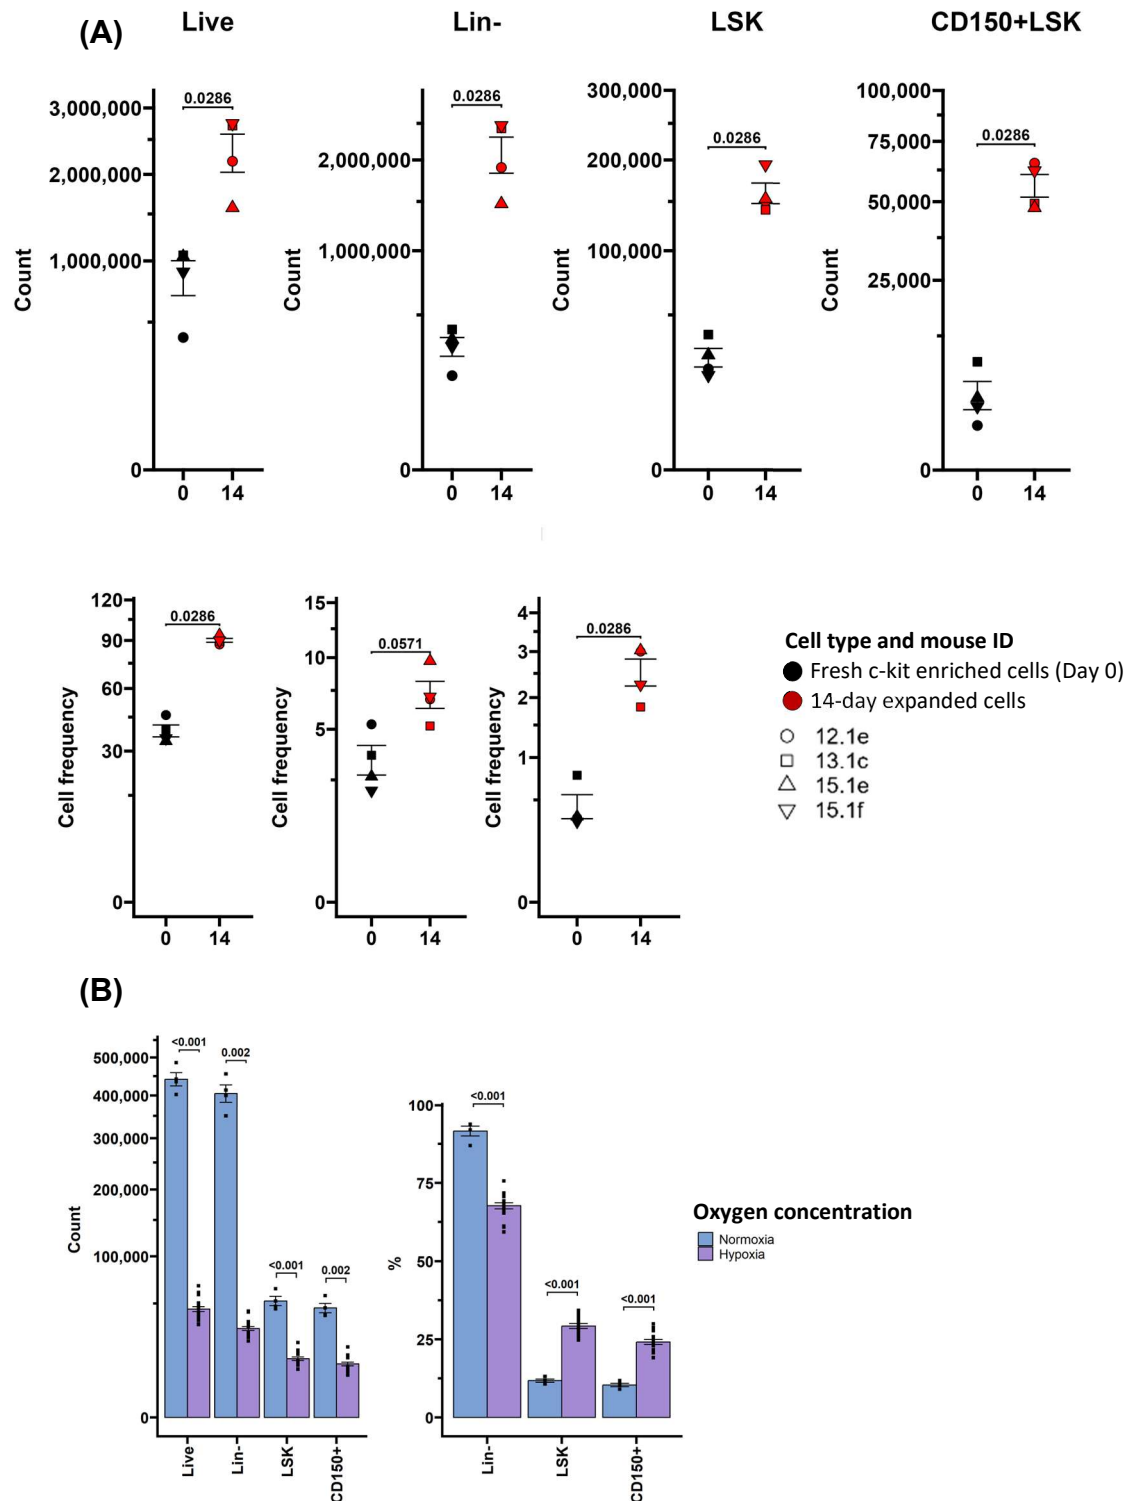 (A)
Live
Lin-
LSK
CD150+LSK
Count
3,000,000
2,000,000
1,000,000
0
0.0286
0
14
Count
2,000,000
1,000,000
0
0.0286
0
14
Count
300,000
200,000
100,000
0
0.0286
0
14
Count
100,000
75,000
50,000
25,000
0
0.0286
0
14
Cell frequency
120
90
60
30
0
0.0286
0
14
Cell frequency
15
10
5
0
0.0571
0
14
Cell frequency
4
3
2
1
0
0.0286
0
14
Cell type and mouse ID
Fresh c-kit enriched cells (Day 0)
14-day expanded cells
12.1e
13.1c
15.1e
15.1f
(B)
Count
500,000
400,000
300,000
200,000
100,000
0
<0.001
0.002
<0.001
0.002
Live
Lin-
LSK
CD150+
%
100
75
50
25
0
<0.001
<0.001
<0.001
Lin-
LSK
CD150+
Oxygen concentration
Normoxia
Hypoxia